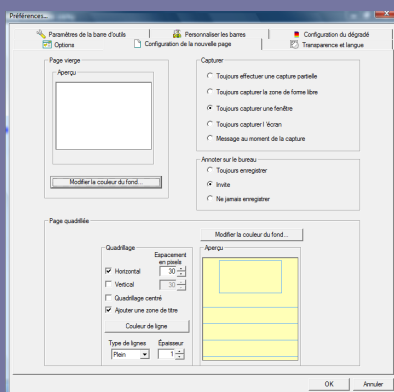 Préférences...
Paramètres de la barre d'outils
Personnaliser les barres
Configuration du dégradé
Options
Configuration de la nouvelle page
Transparence et langue
Page vierge
Aperçu
Modifier la couleur du fond...
Capturer
Toujours effectuer une capture partielle
Toujours capturer la zone de forme libre
Toujours capturer une fenêtre
Toujours capturer l 'écran
Message au moment de la capture
Annoter sur le bureau
Toujours enregistrer
Invite
Ne jamais enregistrer
Page quadrillée
Quadrillage
Espacement
en pixels
Horizontal
30
Vertical
30
Quadrillage centré
Ajouter une zone de titre
Couleur de ligne
Type de lignes
Épaisseur
Plein
1
Modifier la couleur du fond...
Aperçu
OK
Annuler